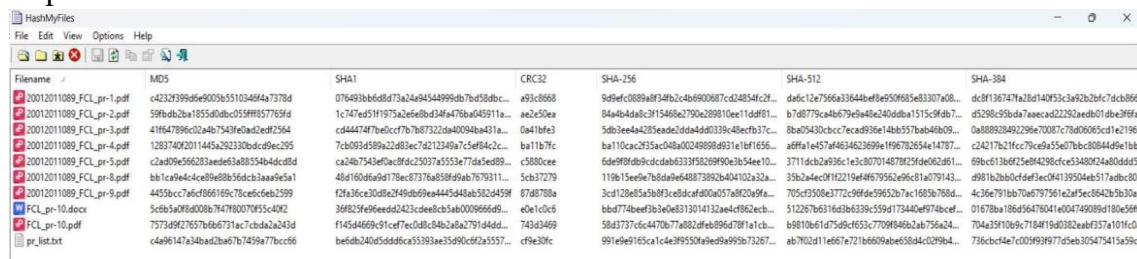 HashMyFiles
File Edit View Options Help
Filename / MD5 SHA1 CRC32 SHA-256 SHA-512 SHA-384
20012011089_FCL_pr-1.pdf c4232f399d6e9005b5510346f4a7378d 076493bb6d8d73a24a94544999db7bd58dbc... a93c8668 9d9efc0889a8f34fb2c4b6900687cd24854fc2f... da6c12e7566a33644bef8e950f685e83307a08... dc8f136747fa28d140f53c3a92b2bfc7dcb866
20012011089_FCL_pr-2.pdf 59fbdb2ba1855d0dbc055fff857765fd 1c747ed51f1975a2e6e8bd34fa476ba045911a... ae2e50ea 84a4b4da8c3f15468e2790e289810ee11ddf81... b7d8779ca4b679e9a48e240ddba1515c9fdb7... d5298c95bda7aaecad22292aedb01dbe3f6fa
20012011089_FCL_pr-3.pdf 41f647896c02a4b7543fe0ad2edf2564 cd44474f7be0ccf7b7b87322da40094ba431a... 0a41bfe3 5db3ee4a4285eade2dda4dd0339c48ecfb37c... 8ba05430cbcc7ecad936e14bb557bab46b09... 0a888928492296e70087c78d06065cd1e2196
20012011089_FCL_pr-4.pdf 1283740f2011445a292330bdcd9ec295 7cb093d589a22d83ec7d212349a7c5ef84c2c... ba11b7fc ba110cac2f35ac048a00249898d931e1bf1656... a6ffa1e457af4634623699e1f96782654e14787... c24217b21fcc79ce9a55e07bbc80844d9e1bb
20012011089_FCL_pr-5.pdf c2ad09e566283aede63a88554b4dcd8d ca24b7543ef0ac8fdc25037a5553e77da5ed89... c5880cee 6de9f8fdb9cdcdab6333f58269f90e3b54ee10... 3711dcb2a936c1e3c807014878f25fde062d61... 69bc613b6f25e8f4298cfce53480f24a80ddd5
20012011089_FCL_pr-8.pdf bb1ca9e4c4ce89e88b56dcb3aaa9e5a1 48d160d6a9d178ec87376a858fd9ab7679311... 5cb37279 119b15ee9e7b8da9e648873892b404102a32a... 35b2a4ec0f1f2219ef4f679562e96c81a079143... d981b2bb0cfdef3ec0f4139504eb517adbc80
20012011089_FCL_pr-9.pdf 4455bcc7a6cf866169c78ce6c6eb2599 f2fa36ce30d8e2f49db69ea4445d48ab582d459f 87d8788a 3cd128e85a5b8f3ce8dcafd00a057a8f20a9fa... 705cf3508e3772c96fde59652b7ac1685b768d... 4c36e791bb70a6797561e2af5ec8642b5b30a
FCL_pr-10.docx 5c6b5a0f8d008b7f47f80070f55c40f2 36f825fe96eedd2423cdee8cb5ab0009666d9... e0e1c0c6 bbd774beef3b3e0e8313014132ae4cf862ecb... 512267b6316d3b6339c559d173440ef974bcef... 01678ba186d56476041e004749089d180e56ff
FCL_pr-10.pdf 7573d9f27657b6b6731ac7cbda2a243d f145d4669c91cef7ec0d8c84b2a8a2791d4dd... 743d3469 58d3737c6c4470b77a882dfeb896d78f1a1cb... b9810b61d75d9cf653c7709f846b2ab756a24... 704a35f10b9c7184f19d0382eabf357a101fc0
pr_list.txt c4a96147a34bad2ba67b7459a77bcc66 be6db240d5ddd6ca55393ae35d90c6f2a5557... cf9e30fc 991e9e9165ca1c4e3f9550fa9ed9a995b73267... ab7f02d11e667e721b6609abe658d4c02f9b4... 736cbcf4e7c005f93f977d5eb305475415a59c